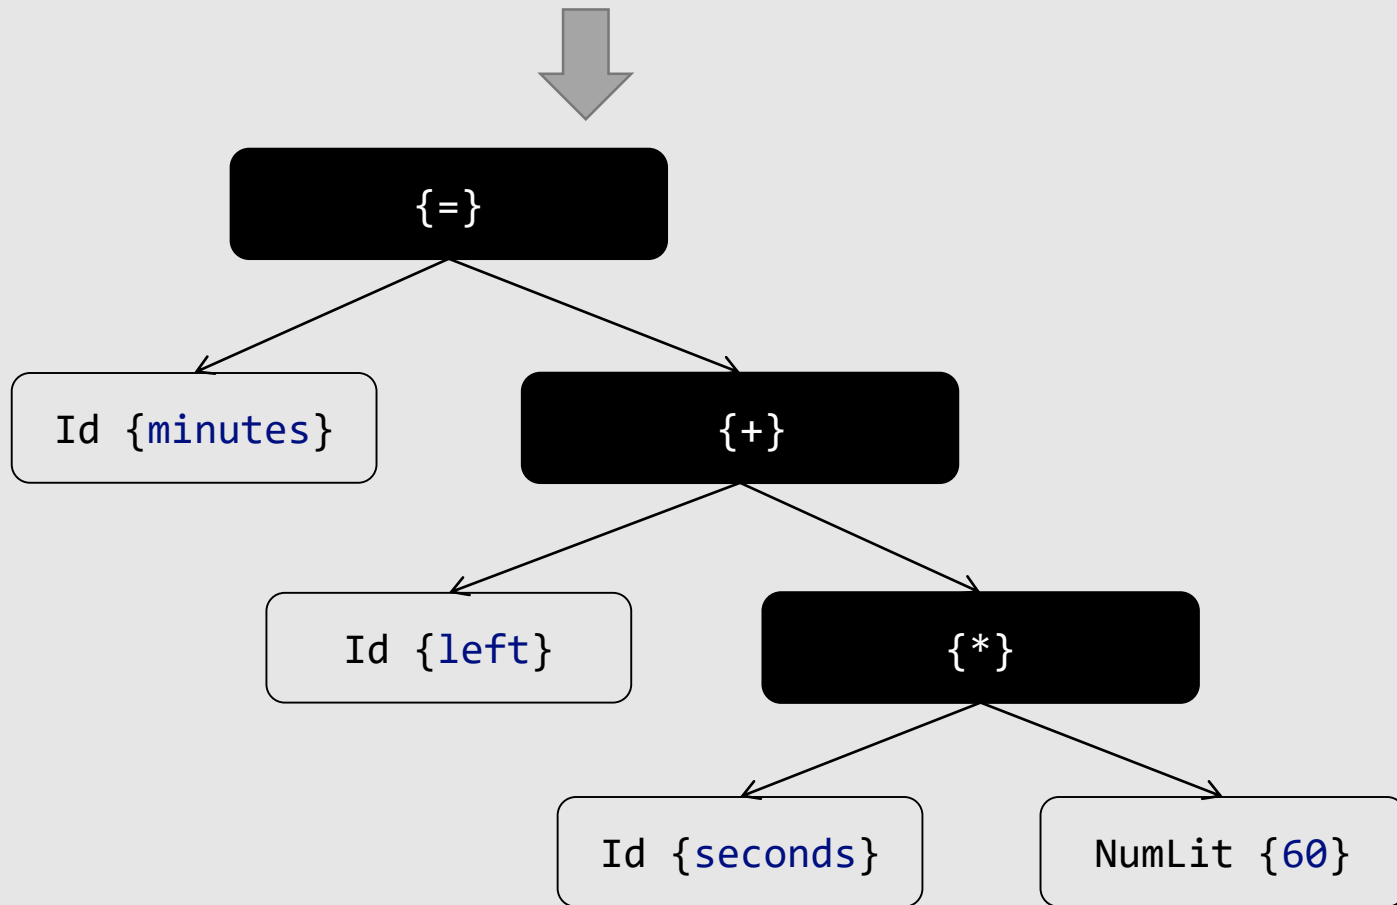 {=}
Id {minutes}
{+}
Id {left}
{*}
Id {seconds}
NumLit {60}